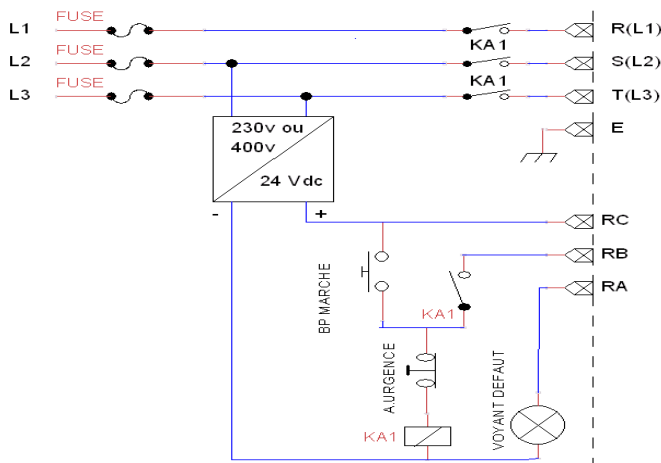 L1 FUSE R(L1)
KA1
L2 FUSE S(L2)
KA1
L3 FUSE T(L3)
230v ou
400v
24 Vdc
E
- +
RC
RB
RA
BP MARCHE
KA1
A.URGENCE
VOYANT DEFAUT
KA1